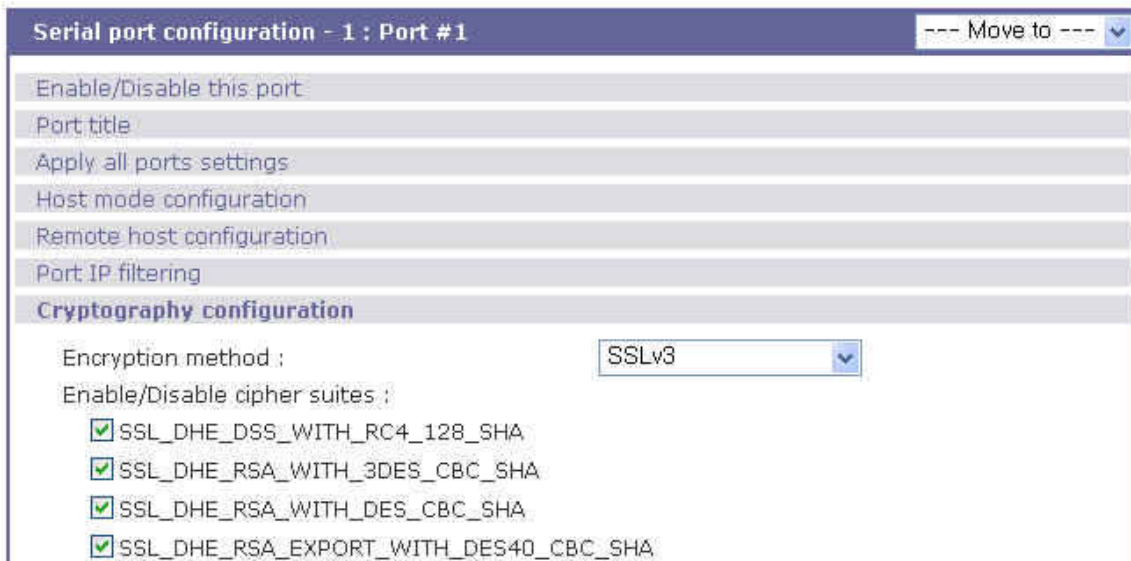 Serial port configuration - 1 : Port #1 --- Move to ---
Enable/Disable this port
Port title
Apply all ports settings
Host mode configuration
Remote host configuration
Port IP filtering
Cryptography configuration
Encryption method : SSLv3
Enable/Disable cipher suites :
SSL_DHE_DSS_WITH_RC4_128_SHA
SSL_DHE_RSA_WITH_3DES_CBC_SHA
SSL_DHE_RSA_WITH_DES_CBC_SHA
SSL_DHE_RSA_EXPORT_WITH_DES40_CBC_SHA